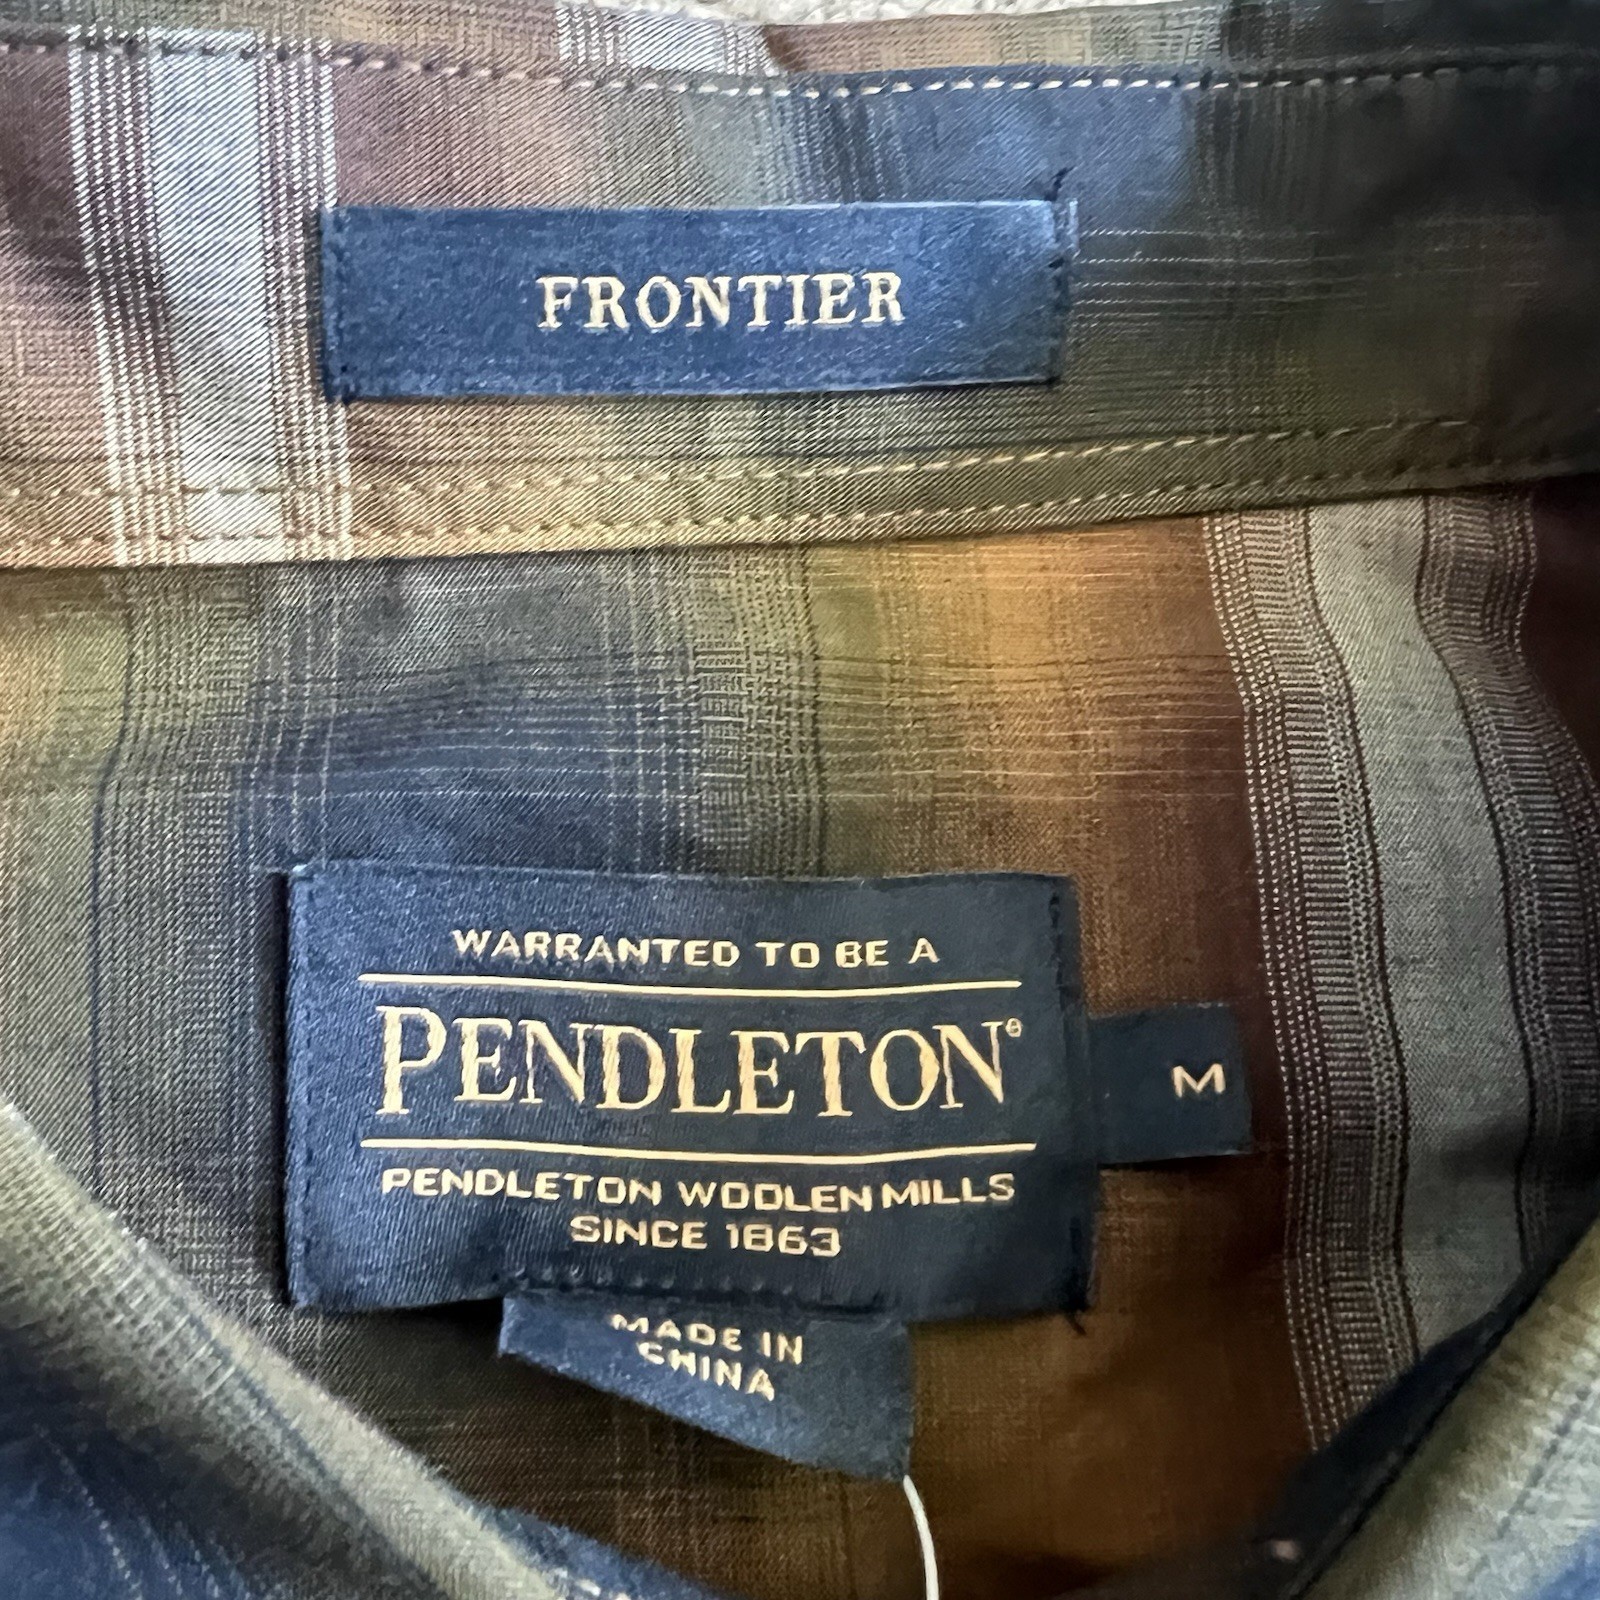 FRONTIER
WARRANTED TO BE A
PENDLETON®
M
PENDLETON WOOLEN MILLS
SINCE 1863
MADE IN
CHINA